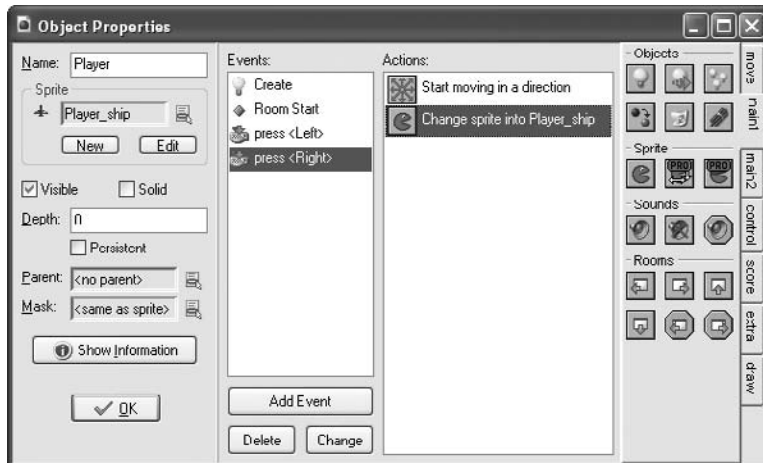 Object Properties
Name: Player
Sprite
Player_ship
New Edit
Visible Solid
Depth: 0
Persistent
Parent: <no parent>
Mask: <same as sprite>
Show Information
OK
Events:
Create
Room Start
press <Left>
press <Right>
Add Event
Delete Change
Actions:
Start moving in a direction
Change sprite into Player_ship
Objects
Sprite
PRO PRO
Sounds
Rooms
move
main1
main2
control
score
extra
draw